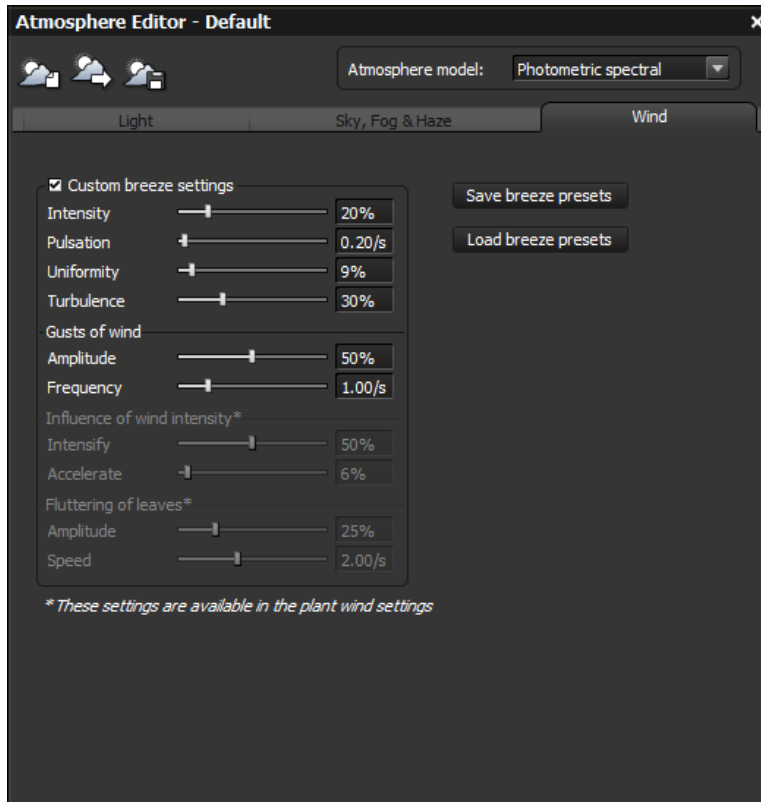 Atmosphere Editor - Default
Atmosphere model: Photometric spectral
Light Sky, Fog & Haze Wind
Custom breeze settings
Save breeze presets
Intensity 20%
Pulsation 0.20/s
Load breeze presets
Uniformity 9%
Turbulence 30%
Gusts of wind
Amplitude 50%
Frequency 1.00/s
Influence of wind intensity*
Intensify 50%
Accelerate 6%
Fluttering of leaves*
Amplitude 25%
Speed 2.00/s
* These settings are available in the plant wind settings